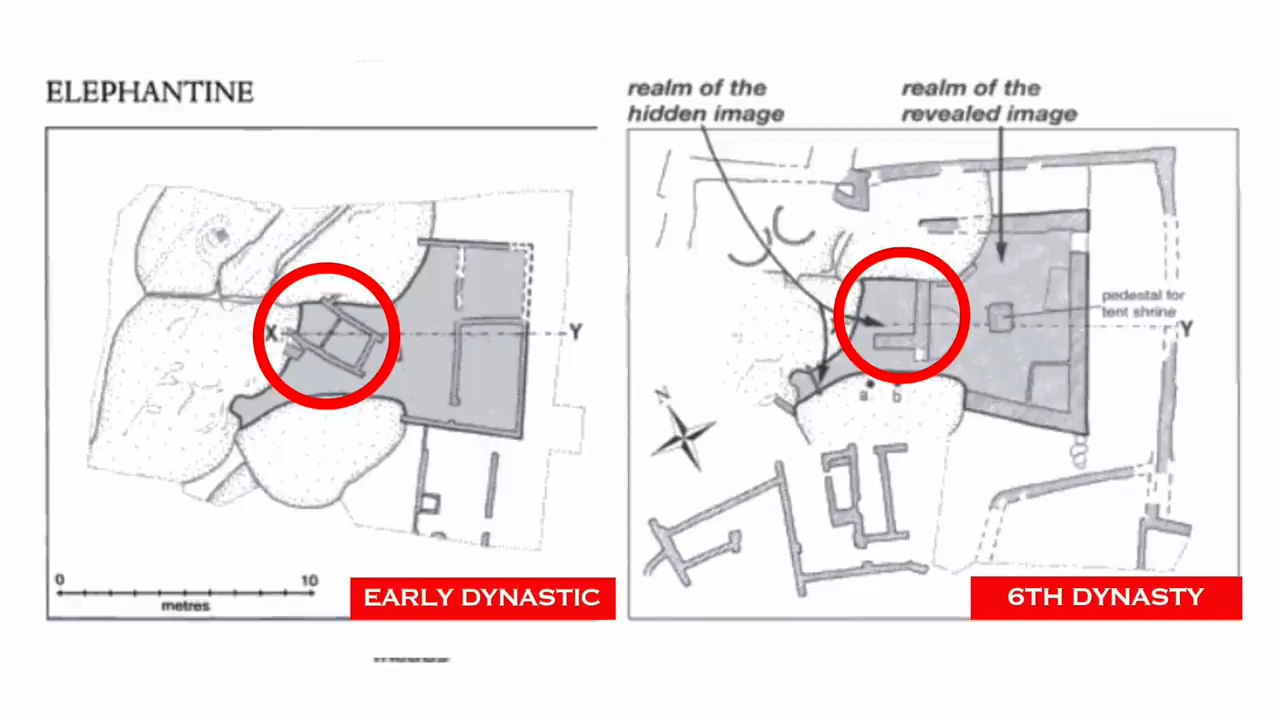 ELEPHANTINE
realm of the
hidden image
realm of the
revealed image
X
Y
pedestal for
tent shrine
Y
N
a
b
0
10
metres
EARLY DYNASTIC
6TH DYNASTY